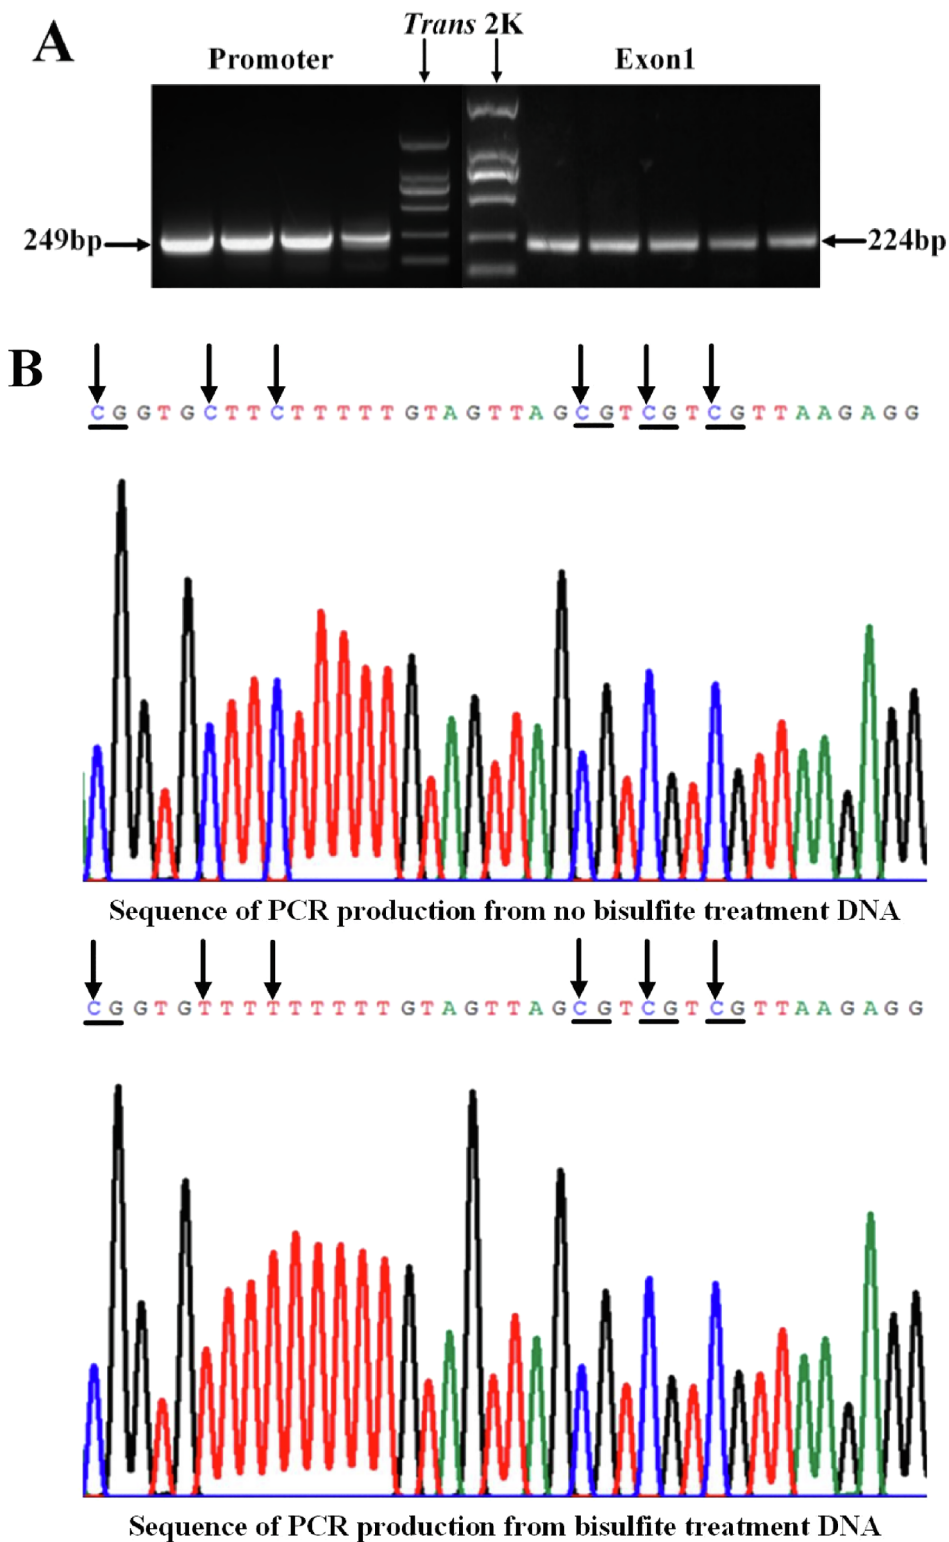 A
Trans 2K
Promoter
Exon1
249bp
224bp
B
CGGTGCTTCTTTTTGTAGTTAGCGTCGTCGTTAAGAGG
Sequence of PCR production from no bisulfite treatment DNA
CGGTGTTTTTTTTTGTAGTTAGCGTCGTCGTTAAGAGG
Sequence of PCR production from bisulfite treatment DNA